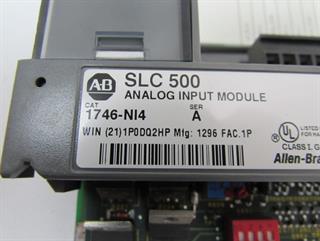 A-B
SLC 500
ANALOG INPUT MODULE
CAT
SER
1746-NI4
A
WIN (21)1P0DQ2HP Mfg: 1296 FAC.1P
UL
LISTED
CLASS I, G
Allen-Bra